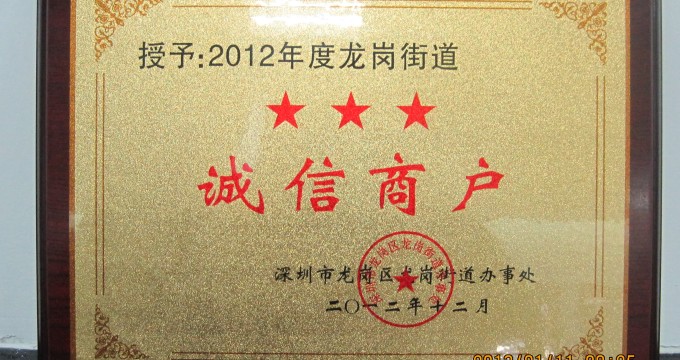 授予:2012年度龙岗街道
★★★
诚信商户
深圳市龙岗区龙岗街道办事处
二〇一二年十二月